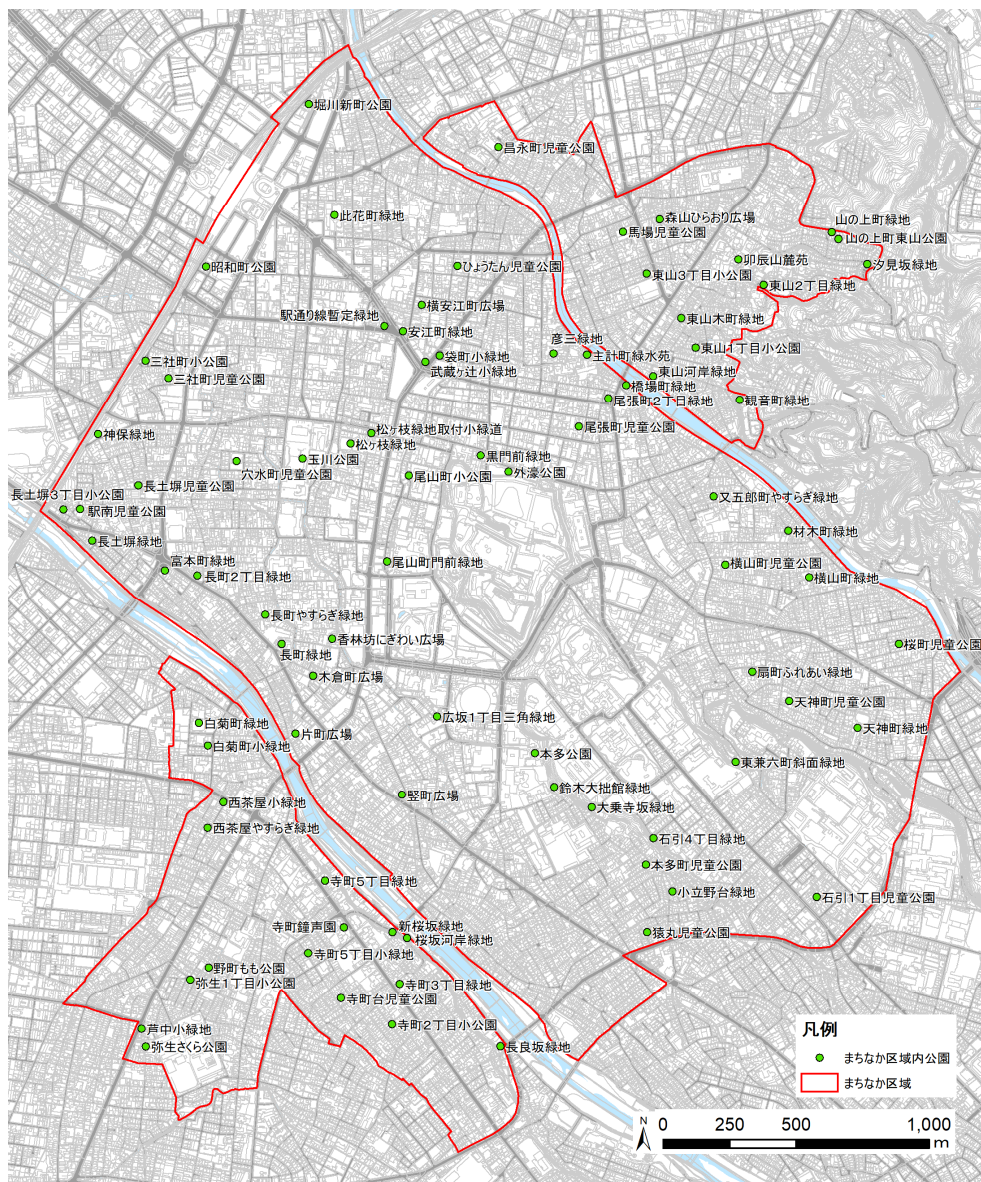 堀川新町公園
昌永町児童公園
此花町緑地
森山ひらおり広場
馬場児童公園
山の上町緑地
山の上町東山公園
昭和町公園
ひょうたん児童公園
卯辰山麓苑
汐見坂緑地
東山3丁目小公園
東山2丁目緑地
横安江町広場
駅通り線暫定緑地
安江町緑地
東山木町緑地
彦三緑地
主計町緑水苑
東山1丁目小公園
袋町小緑地
武蔵ヶ辻小緑地
三社町小公園
三社町児童公園
東山河岸緑地
橋場町緑地
尾張町2丁目緑地
観音町緑地
神保緑地
松ヶ枝緑地取付小緑道
松ヶ枝緑地
尾張町児童公園
玉川公園
穴水町児童公園
黒門前緑地
外濠公園
尾山町小公園
長土塀児童公園
長土塀3丁目小公園
駅南児童公園
又五郎町やすらぎ緑地
長土塀緑地
材木町緑地
富本町緑地
長町2丁目緑地
尾山町門前緑地
横山町児童公園
横山町緑地
長町やすらぎ緑地
香林坊にぎわい広場
長町緑地
桜町児童公園
木倉町広場
扇町ふれあい緑地
天神町児童公園
白菊町緑地
広坂1丁目三角緑地
天神町緑地
片町広場
白菊町小緑地
本多公園
東兼六町斜面緑地
鈴木大拙館緑地
西茶屋小緑地
竪町広場
大乗寺坂緑地
西茶屋やすらぎ緑地
石引4丁目緑地
本多町児童公園
寺町5丁目緑地
小立野台緑地
石引1丁目児童公園
寺町鐘声園
新桜坂緑地
桜坂河岸緑地
猿丸児童公園
寺町5丁目小緑地
野町もも公園
弥生1丁目小公園
寺町3丁目緑地
寺町台児童公園
寺町2丁目小公園
芦中小緑地
弥生さくら公園
長良坂緑地
凡例
まちなか区域内公園
まちなか区域
N
0 250 500 1,000
m